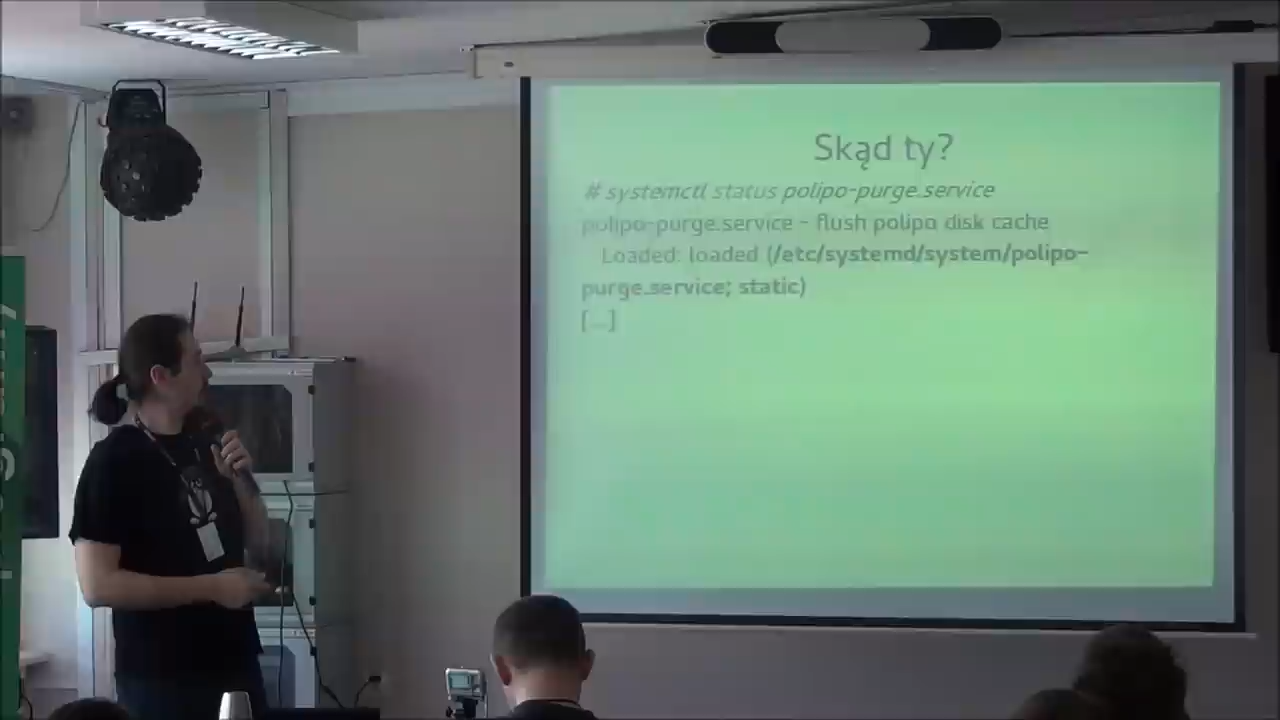 Skąd ty?
# systemctl status polipo-purge.service
polipo-purge.service - flush polipo disk cache
Loaded: loaded (/etc/systemd/system/polipo-
purge.service; static)
[...]